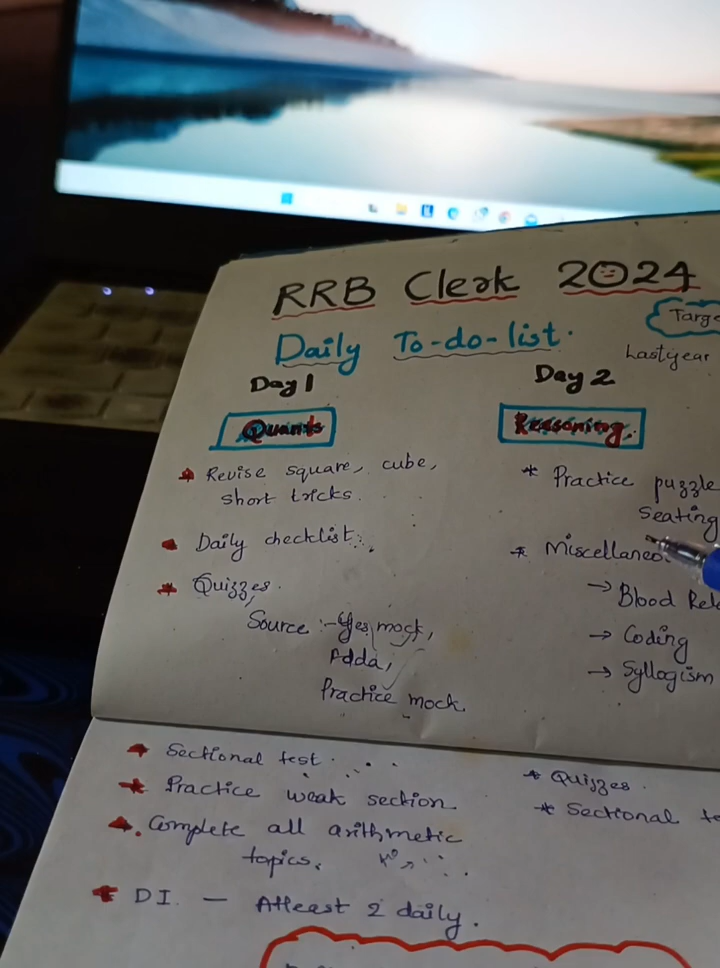 RRB Clerk 2024
Daily To-do-list.
Targe
Last year
Day 1
Quants
* Revise square, cube,
short tricks.
* Daily checklist
* Quizzes.
Source :- Yes mock,
Adda,
Practice mock.
* Sectional test.
* Practice weak section
* Complete all arithmetic
topics.
* D I. — Atleast 2 daily.
Day 2
Reasoning.
* Practice puzzle
Seating
* Miscellaneo
→ Blood Rel
→ Coding
→ Syllogism
* Quizzes.
* Sectional te